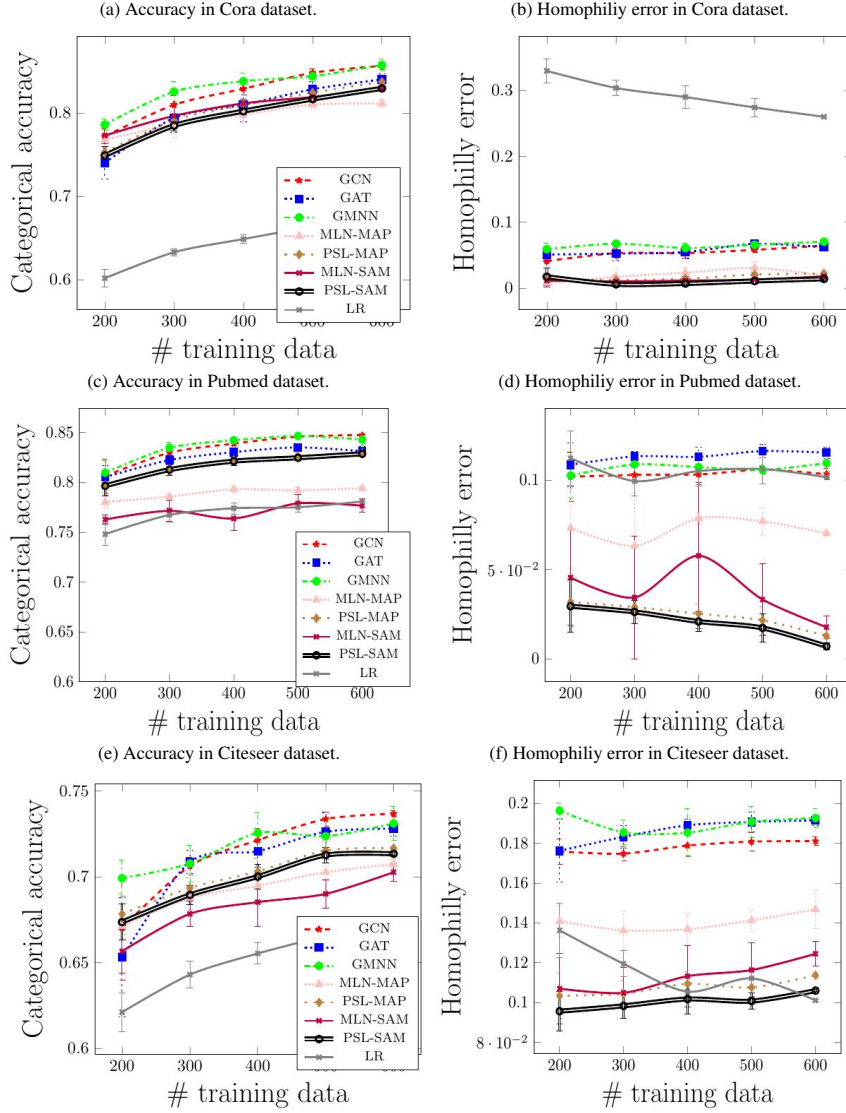 (a) Accuracy in Cora dataset.
(b) Homophiliy error in Cora dataset.
Categorical accuracy
0.8
0.7
0.6
200
300
400
500
600
# training data
GCN
GAT
GMNN
MLN-MAP
PSL-MAP
MLN-SAM
PSL-SAM
LR
Homophilly error
0.3
0.2
0.1
0
200
300
400
500
600
# training data
(c) Accuracy in Pubmed dataset.
(d) Homophiliy error in Pubmed dataset.
Categorical accuracy
0.85
0.8
0.75
0.7
0.65
0.6
200
300
400
500
600
# training data
GCN
GAT
GMNN
MLN-MAP
PSL-MAP
MLN-SAM
PSL-SAM
LR
Homophilly error
0.1
5 · 10⁻²
0
200
300
400
500
600
# training data
(e) Accuracy in Citeseer dataset.
(f) Homophiliy error in Citeseer dataset.
Categorical accuracy
0.75
0.7
0.65
0.6
200
300
400
# training data
GCN
GAT
GMNN
MLN-MAP
PSL-MAP
MLN-SAM
PSL-SAM
LR
Homophilly error
0.2
0.18
0.16
0.14
0.12
0.1
8 · 10⁻²
200
300
400
500
600
# training data